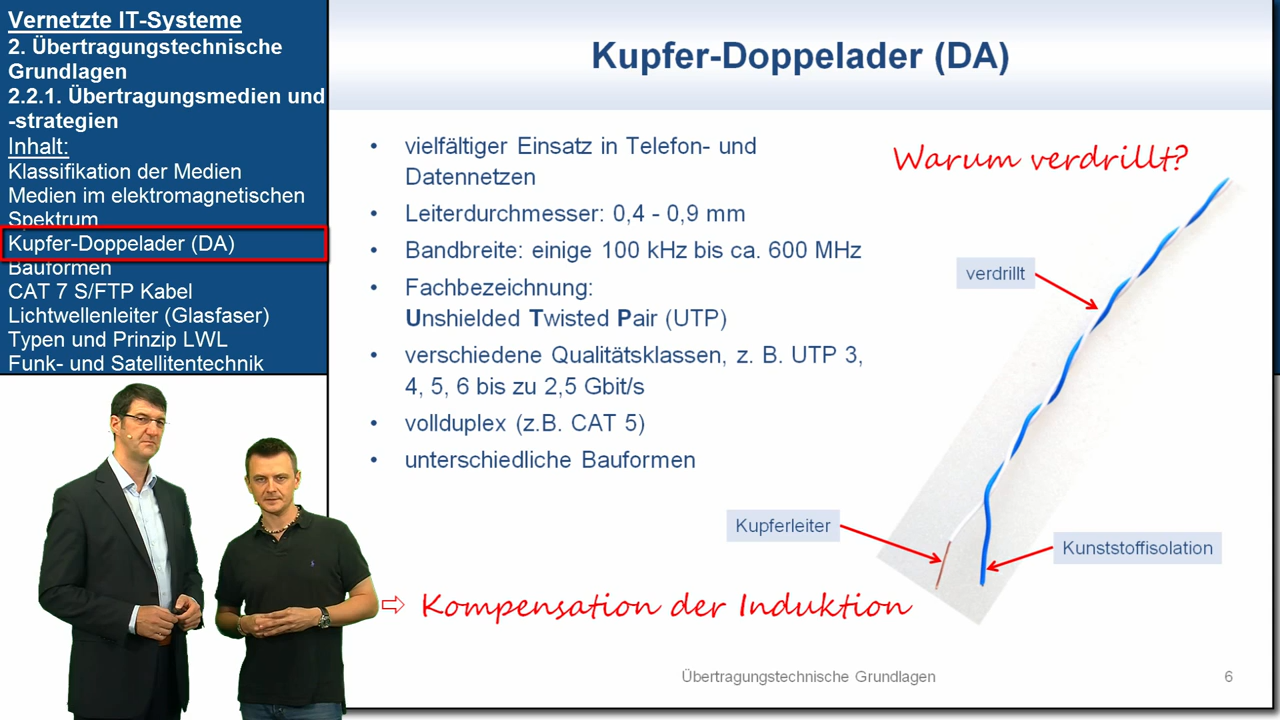 Vernetzte IT-Systeme
2. Übertragungstechnische
Grundlagen
2.2.1. Übertragungsmedien und
-strategien
Inhalt:
Klassifikation der Medien
Medien im elektromagnetischen
Spektrum
Kupfer-Doppelader (DA)
Bauformen
CAT 7 S/FTP Kabel
Lichtwellenleiter (Glasfaser)
Typen und Prinzip LWL
Funk- und Satellitentechnik
Kupfer-Doppelader (DA)
• vielfältiger Einsatz in Telefon- und
Datennetzen
• Leiterdurchmesser: 0,4 - 0,9 mm
• Bandbreite: einige 100 kHz bis ca. 600 MHz
• Fachbezeichnung:
Unshielded Twisted Pair (UTP)
• verschiedene Qualitätsklassen, z. B. UTP 3,
4, 5, 6 bis zu 2,5 Gbit/s
• vollduplex (z.B. CAT 5)
• unterschiedliche Bauformen
Warum verdrillt?
verdrillt
Kupferleiter
Kunststoffisolation
⇨ Kompensation der Induktion
Übertragungstechnische Grundlagen
6